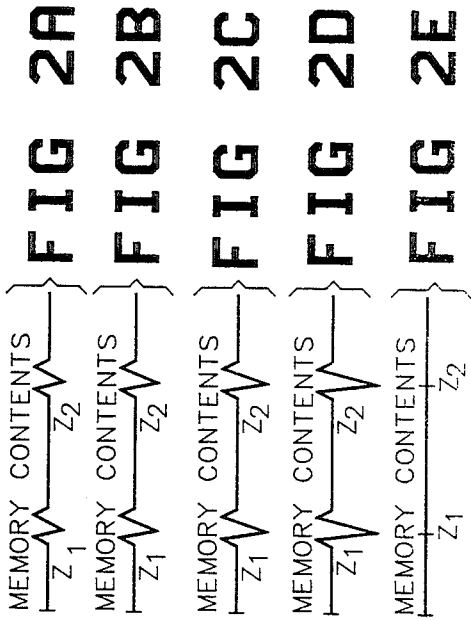 MEMORY CONTENTS
Z1 Z2
FIG 2A
MEMORY CONTENTS
Z1 Z2
FIG 2B
MEMORY CONTENTS
Z1 Z2
FIG 2C
MEMORY CONTENTS
Z1 Z2
FIG 2D
MEMORY CONTENTS
Z1 Z2
FIG 2E